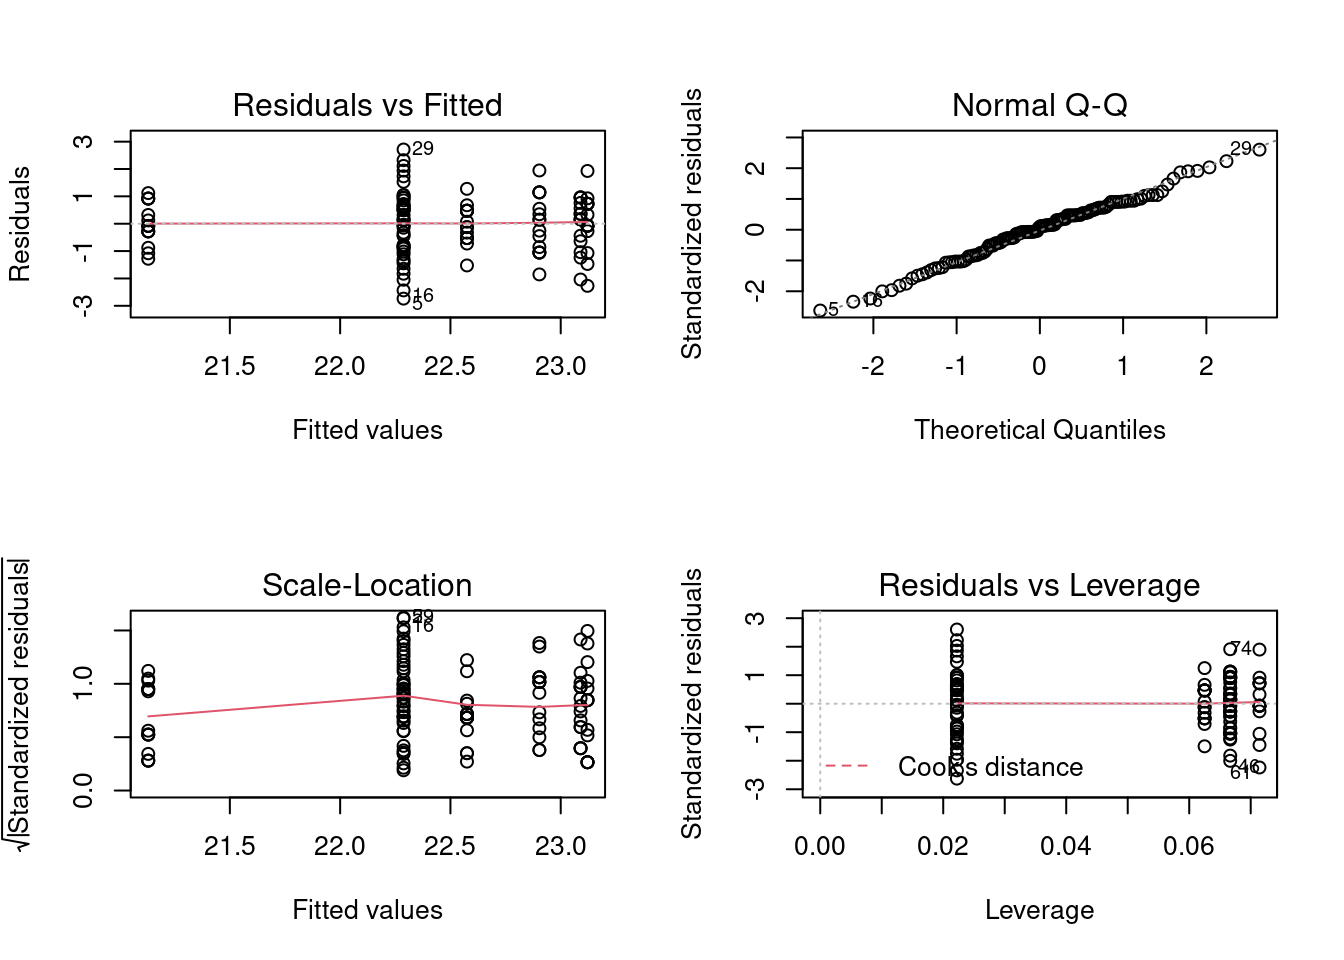 Residuals vs Fitted
Residuals
3
1
-1
-3
29
16
5
21.5 22.0 22.5 23.0
Fitted values
Normal Q-Q
Standardized residuals
2
0
-2
29
16
5
-2 -1 0 1 2
Theoretical Quantiles
Scale-Location
√|Standardized residuals|
1.0
0.0
29
16
21.5 22.0 22.5 23.0
Fitted values
Residuals vs Leverage
Standardized residuals
3
1
-1
-3
74
46
61
Cook's distance
0.00 0.02 0.04 0.06
Leverage